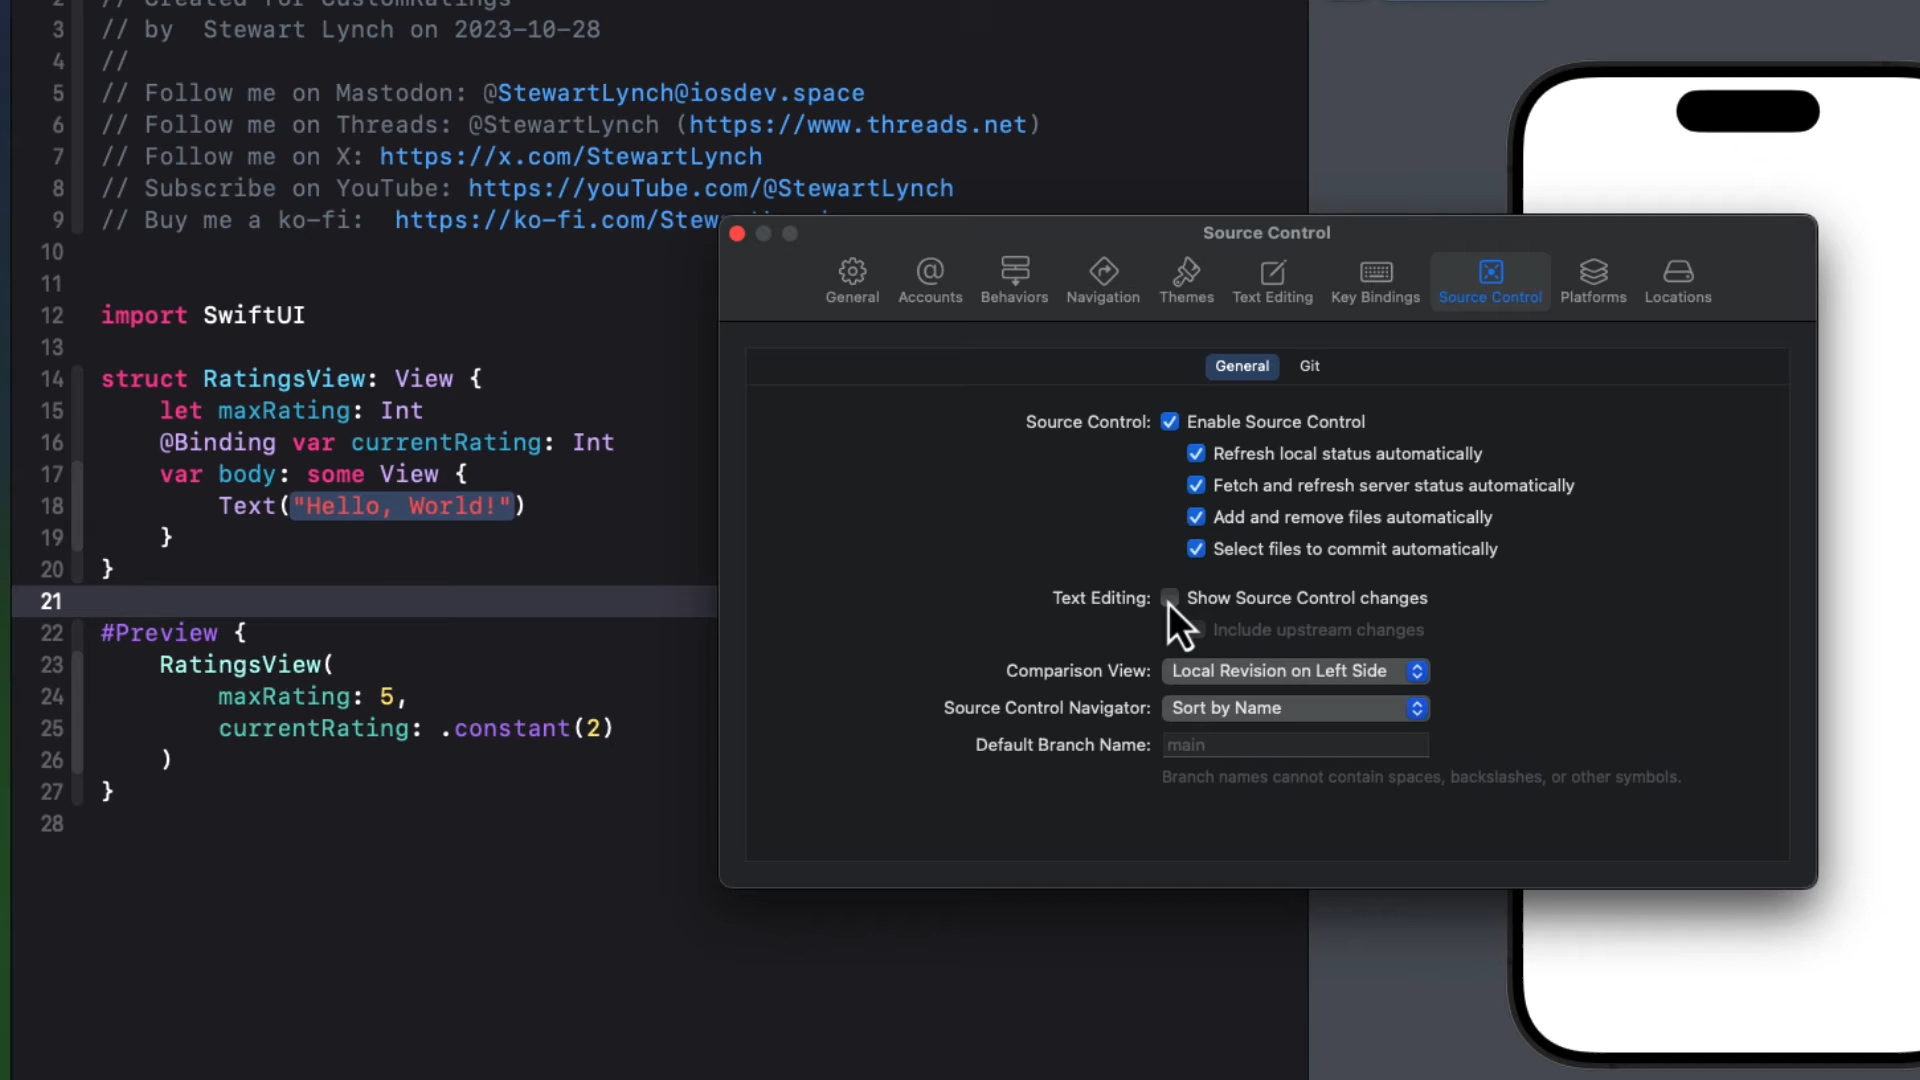 2 // Created for CustomRatings
3 // by  Stewart Lynch on 2023-10-28
4 //
5 // Follow me on Mastodon: @StewartLynch@iosdev.space
6 // Follow me on Threads: @StewartLynch (https://www.threads.net)
7 // Follow me on X: https://x.com/StewartLynch
8 // Subscribe on YouTube: https://youTube.com/@StewartLynch
9 // Buy me a ko-fi:  https://ko-fi.com/Stew
10
11
12 import SwiftUI
13
14 struct RatingsView: View {
15     let maxRating: Int
16     @Binding var currentRating: Int
17     var body: some View {
18         Text("Hello, World!")
19     }
20 }
21
22 #Preview {
23     RatingsView(
24         maxRating: 5,
25         currentRating: .constant(2)
26     )
27 }
28
Source Control
General Accounts Behaviors Navigation Themes Text Editing Key Bindings Source Control Platforms Locations
General Git
Source Control: Enable Source Control
Refresh local status automatically
Fetch and refresh server status automatically
Add and remove files automatically
Select files to commit automatically
Text Editing: Show Source Control changes
Include upstream changes
Comparison View: Local Revision on Left Side
Source Control Navigator: Sort by Name
Default Branch Name: main
Branch names cannot contain spaces, backslashes, or other symbols.